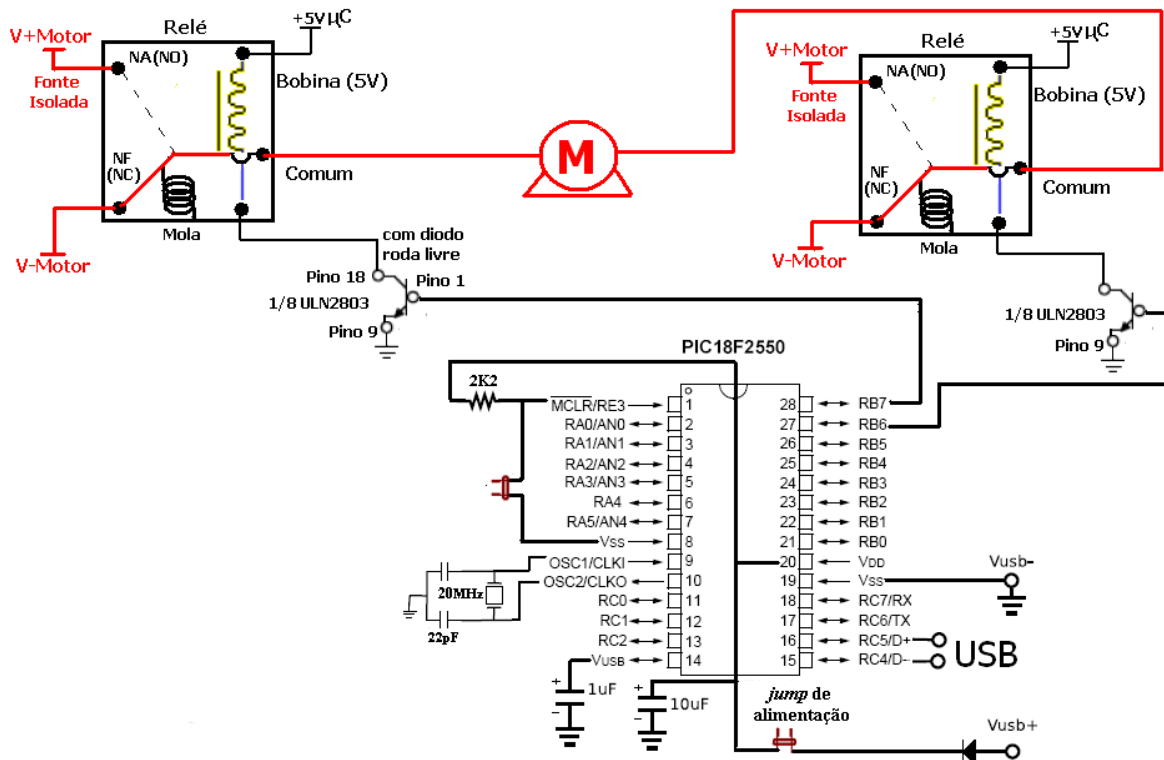 +5VμC
Relé
V+Motor
NA(NO)
Fonte
Isolada
Bobina (5V)
NF
(NC)
Comum
Mola
V-Motor
M
+5VμC
Relé
V+Motor
NA(NO)
Fonte
Isolada
Bobina (5V)
NF
(NC)
Comum
Mola
V-Motor
com diodo
roda livre
Pino 18
Pino 1
1/8 ULN2803
Pino 9
1/8 ULN2803
Pino 9
PIC18F2550
2K2
MCLR/RE3 1
RA0/AN0 2
RA1/AN1 3
RA2/AN2 4
RA3/AN3 5
RA4 6
RA5/AN4 7
VSS 8
OSC1/CLKI 9
OSC2/CLKO 10
RC0 11
RC1 12
RC2 13
VUSB 14
28 RB7
27 RB6
26 RB5
25 RB4
24 RB3
23 RB2
22 RB1
21 RB0
20 VDD
19 VSS
18 RC7/RX
17 RC6/TX
16 RC5/D+
15 RC4/D-
20MHz
22pF
Vusb-
USB
+
1uF
-
+
10uF
-
jump de
alimentação
Vusb+